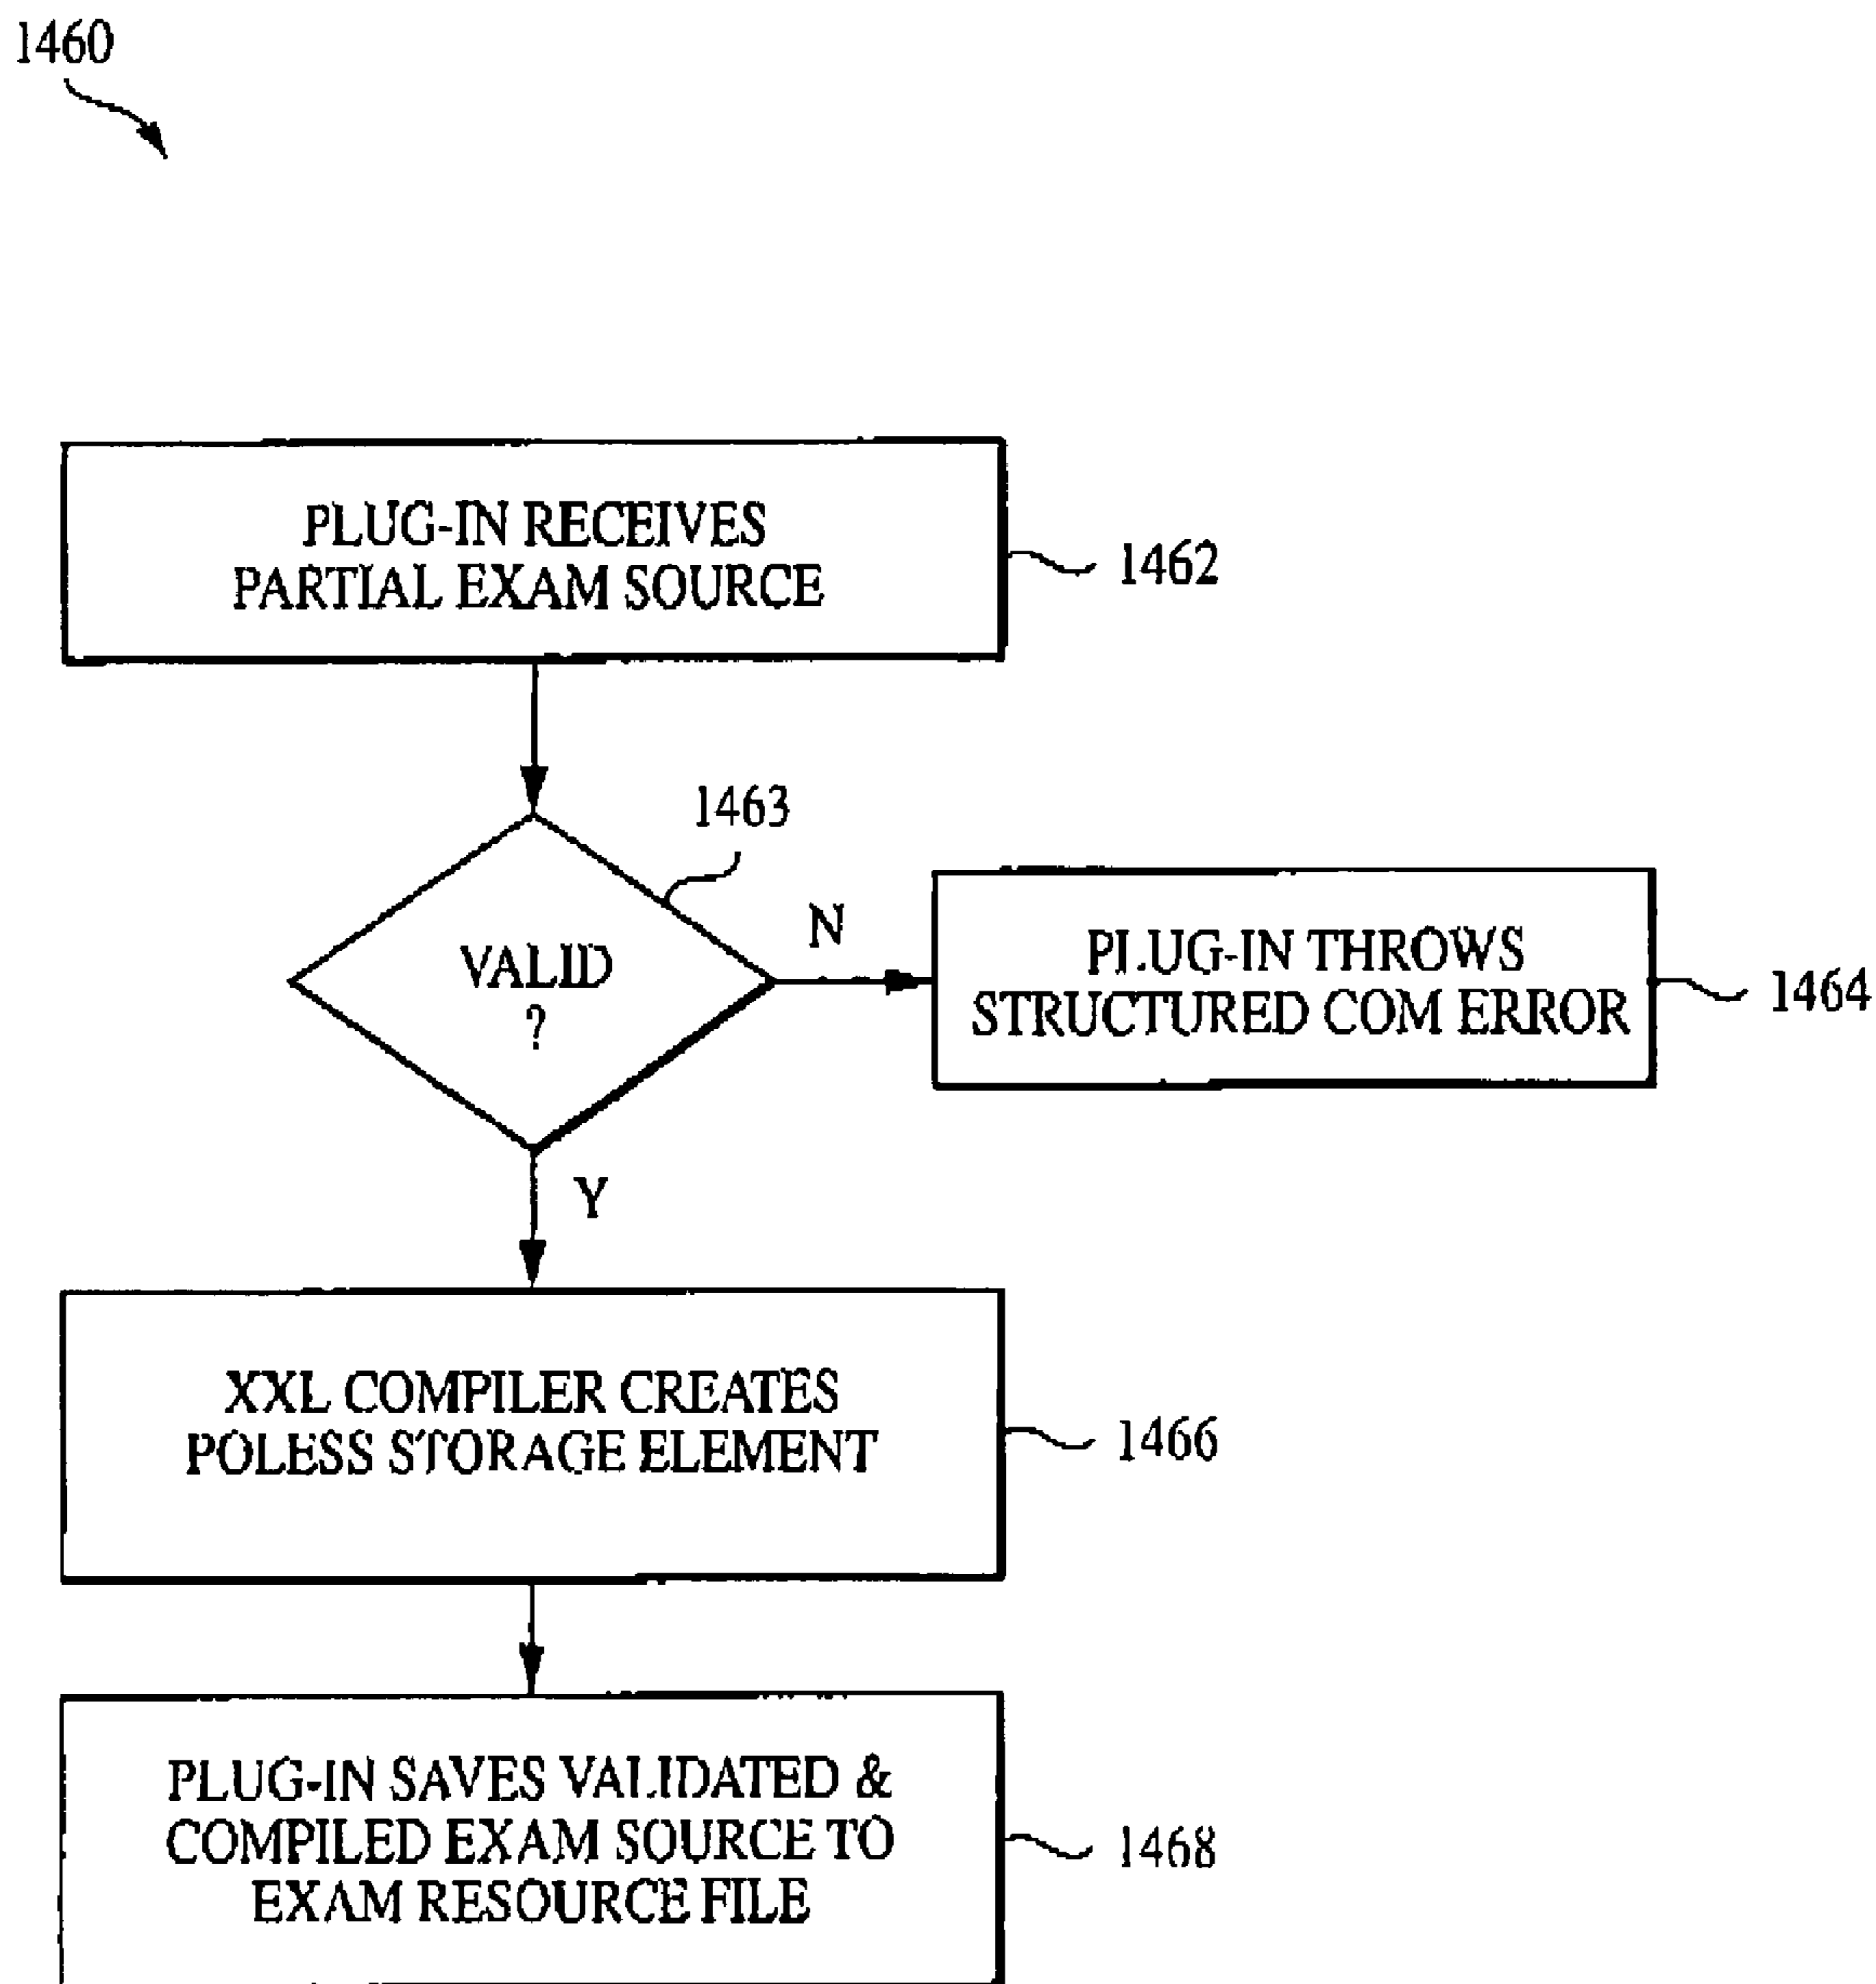 1460
PLUG-IN RECEIVES
PARTIAL EXAM SOURCE
1462
1463
VALID
?
N
PLUG-IN THROWS
STRUCTURED COM ERROR
1464
Y
XXL COMPILER CREATES
POLESS STORAGE ELEMENT
1466
PLUG-IN SAVES VALIDATED &
COMPILED EXAM SOURCE TO
EXAM RESOURCE FILE
1468